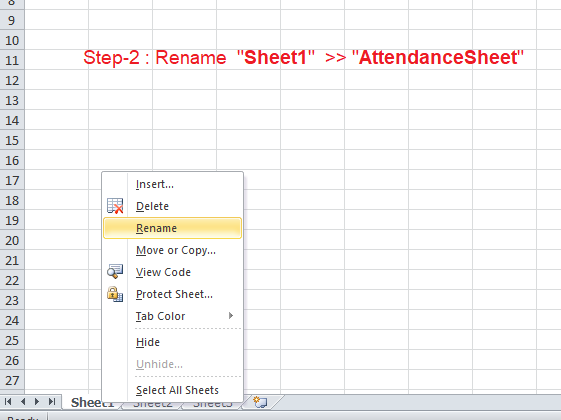 8
9
10
11
Step-2 : Rename "Sheet1" >> "AttendanceSheet"
12
13
14
15
16
17
18
19
20
21
22
23
24
25
26
27
Insert...
Delete
Rename
Move or Copy...
View Code
Protect Sheet...
Tab Color
Hide
Unhide...
Select All Sheets
Sheet1 Sheet2 Sheet3
Ready